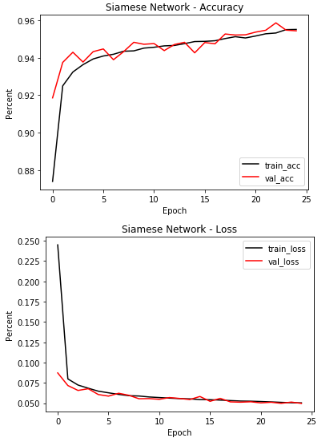 Siamese Network - Accuracy
0.96
0.94
0.92
0.90
0.88
Percent
train_acc
val_acc
0 5 10 15 20 25
Epoch
Siamese Network - Loss
0.250
0.225
0.200
0.175
0.150
0.125
0.100
0.075
0.050
Percent
train_loss
val_loss
0 5 10 15 20 25
Epoch